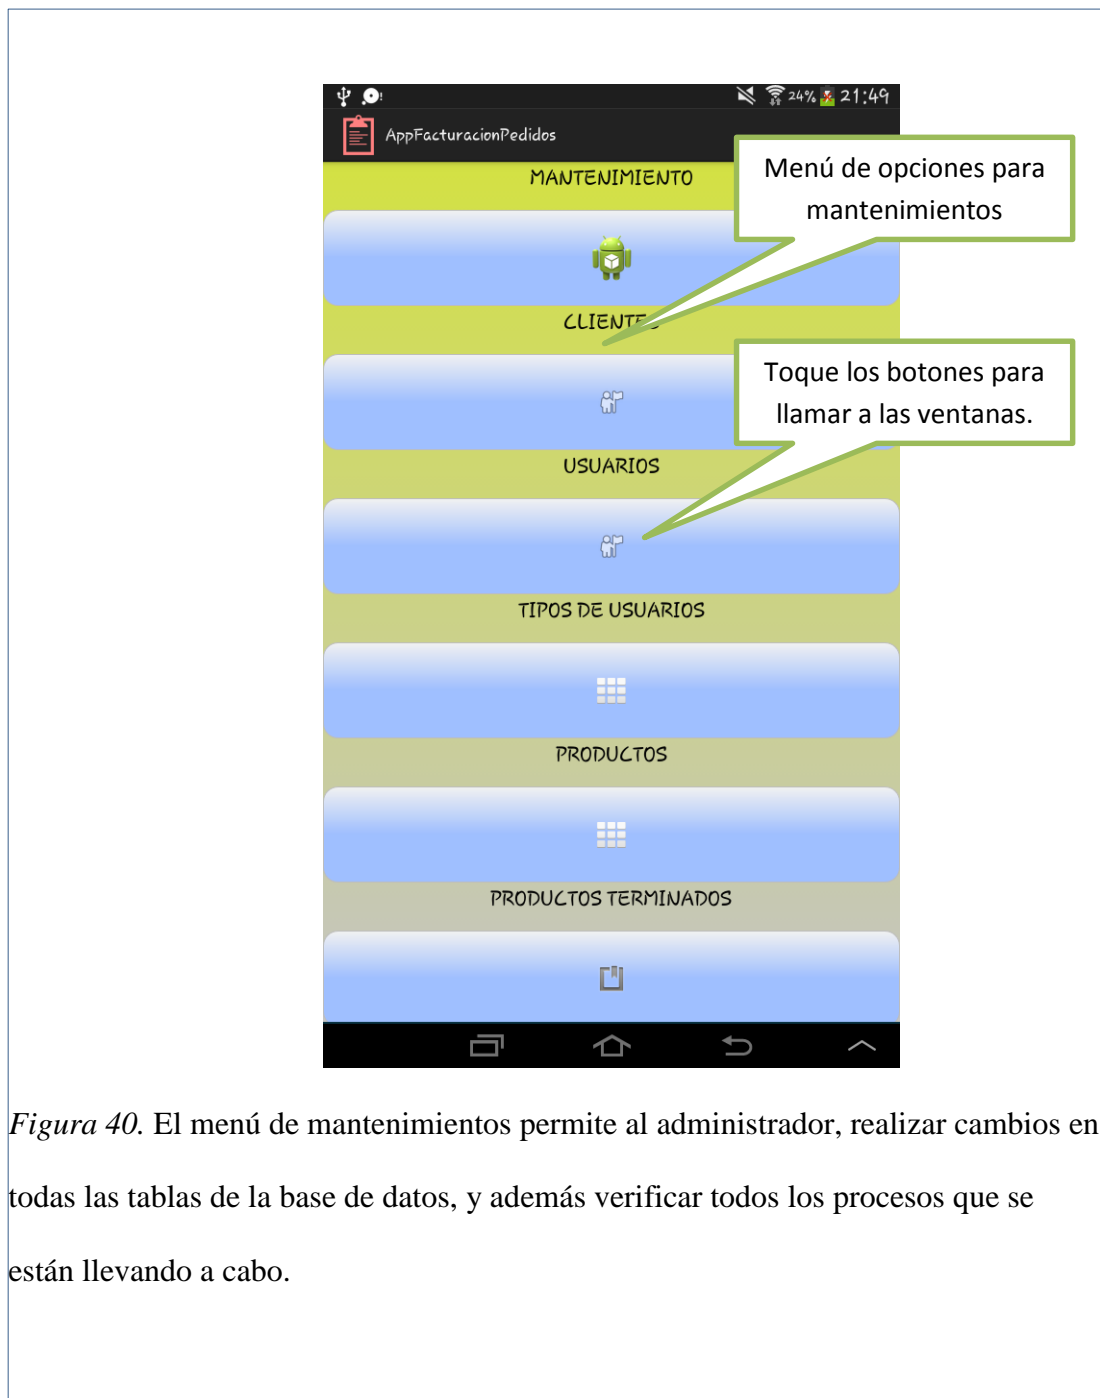 24% 21:49
AppFacturacionPedidos
MANTENIMIENTO
Menú de opciones para
mantenimientos
CLIENTES
Toque los botones para
llamar a las ventanas.
USUARIOS
TIPOS DE USUARIOS
PRODUCTOS
PRODUCTOS TERMINADOS
Figura 40. El menú de mantenimientos permite al administrador, realizar cambios en
todas las tablas de la base de datos, y además verificar todos los procesos que se
están llevando a cabo.